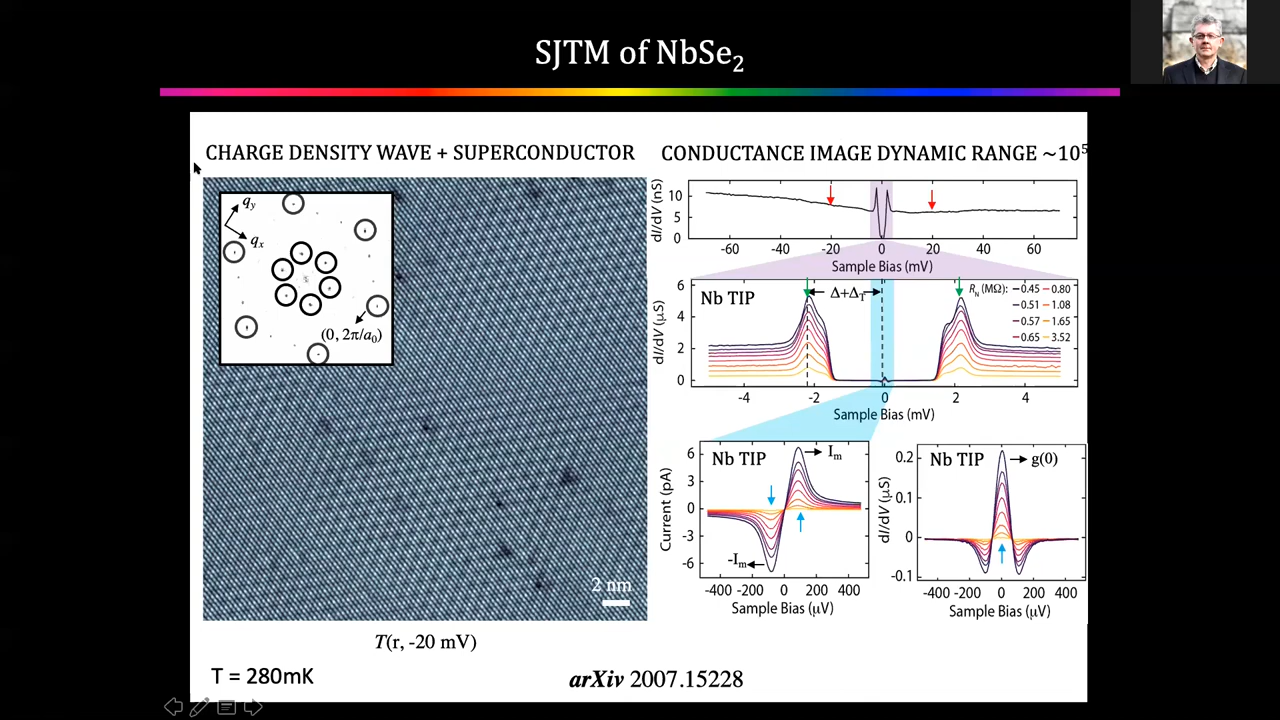 SJTM of NbSe₂
CHARGE DENSITY WAVE + SUPERCONDUCTOR
CONDUCTANCE IMAGE DYNAMIC RANGE ~10⁵
qy
qx
(0, 2π/a₀)
2 nm
T(r, -20 mV)
T = 280mK
arXiv 2007.15228
dI/dV (nS)
10
5
0
-60 -40 -20 0 20 40 60
Sample Bias (mV)
Nb TIP
Δ+ΔT
R_N (MΩ): 0.45 0.80
0.51 1.08
0.57 1.65
0.65 3.52
dI/dV (µS)
6
4
2
0
-4 -2 0 2 4
Sample Bias (mV)
Nb TIP
Iₘ
-Iₘ
Current (pA)
6
3
0
-3
-6
-400 -200 0 200 400
Sample Bias (µV)
Nb TIP
g(0)
dI/dV (µS)
0.2
0.1
0
-0.1
-400 -200 0 200 400
Sample Bias (µV)